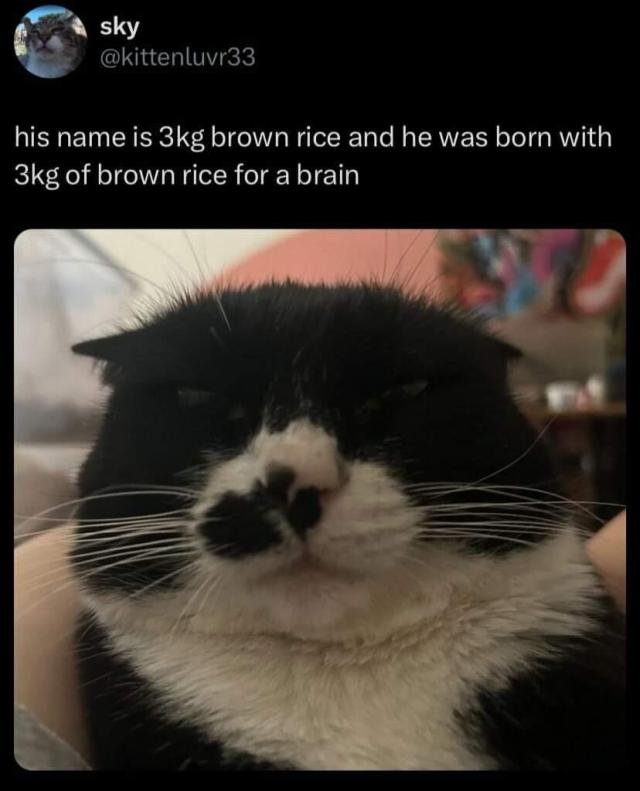 sky
@kittenluvr33
his name is 3kg brown rice and he was born with
3kg of brown rice for a brain